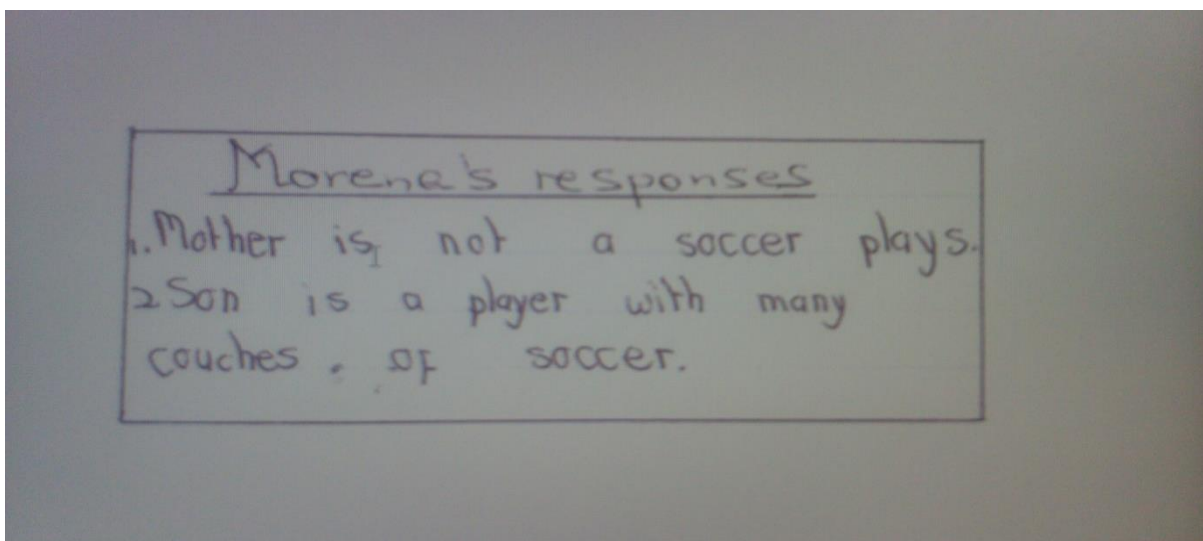 Morena's responses
1. Mother is not a soccer plays.
2 Son is a player with many
couches . of soccer.